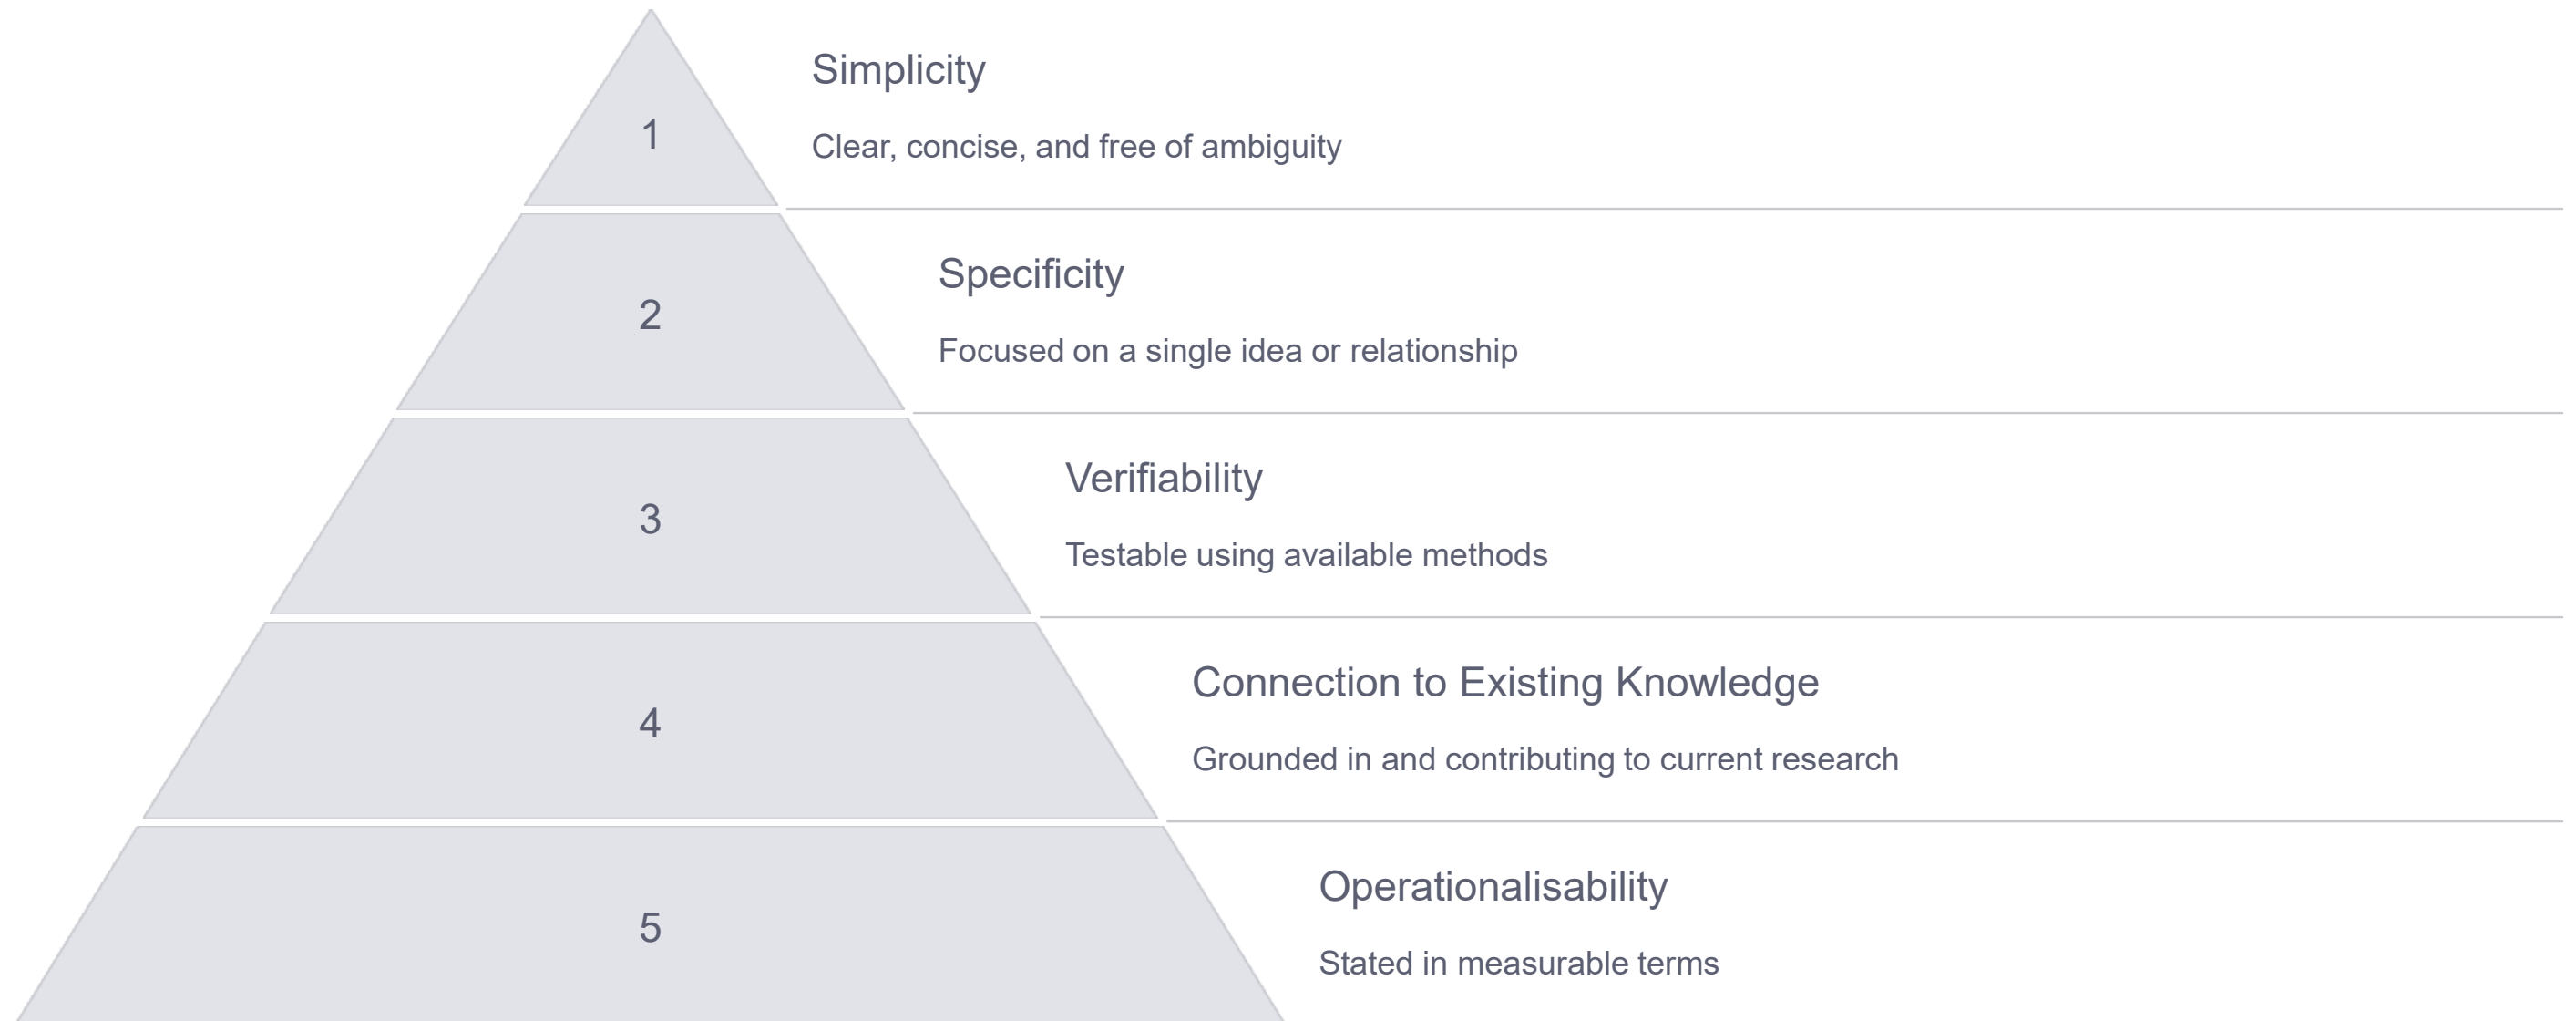 1
Simplicity
Clear, concise, and free of ambiguity
2
Specificity
Focused on a single idea or relationship
3
Verifiability
Testable using available methods
4
Connection to Existing Knowledge
Grounded in and contributing to current research
5
Operationalisability
Stated in measurable terms